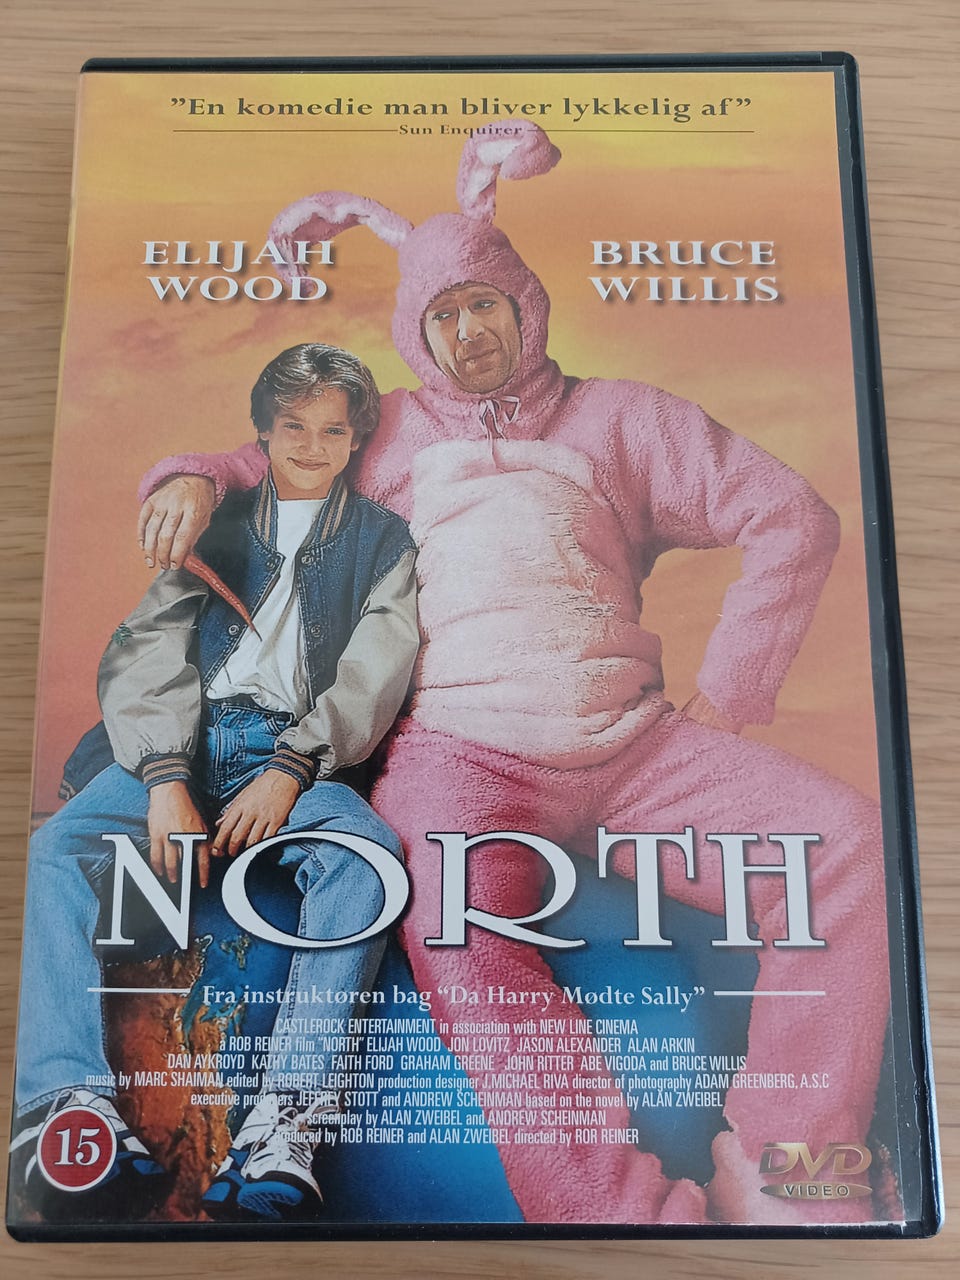 ”En komedie man bliver lykkelig af”
Sun Enquirer
ELIJAH WOOD
BRUCE WILLIS
NORTH
Fra instruktøren bag “Da Harry Mødte Sally”
CASTLEROCK ENTERTAINMENT in association with NEW LINE CINEMA
a ROB REINER film “NORTH” ELIJAH WOOD JON LOVITZ JASON ALEXANDER ALAN ARKIN
DAN AYKROYD KATHY BATES FAITH FORD GRAHAM GREENE JOHN RITTER ABE VIGODA and BRUCE WILLIS
music by MARC SHAIMAN edited by ROBERT LEIGHTON production designer J.MICHAEL RIVA director of photography ADAM GREENBERG, A.S.C
executive producers JEFFREY STOTT and ANDREW SCHEINMAN based on the novel by ALAN ZWEIBEL
screenplay by ALAN ZWEIBEL and ANDREW SCHEINMAN
produced by ROB REINER and ALAN ZWEIBEL directed by ROR REINER
15
DVD
VIDEO